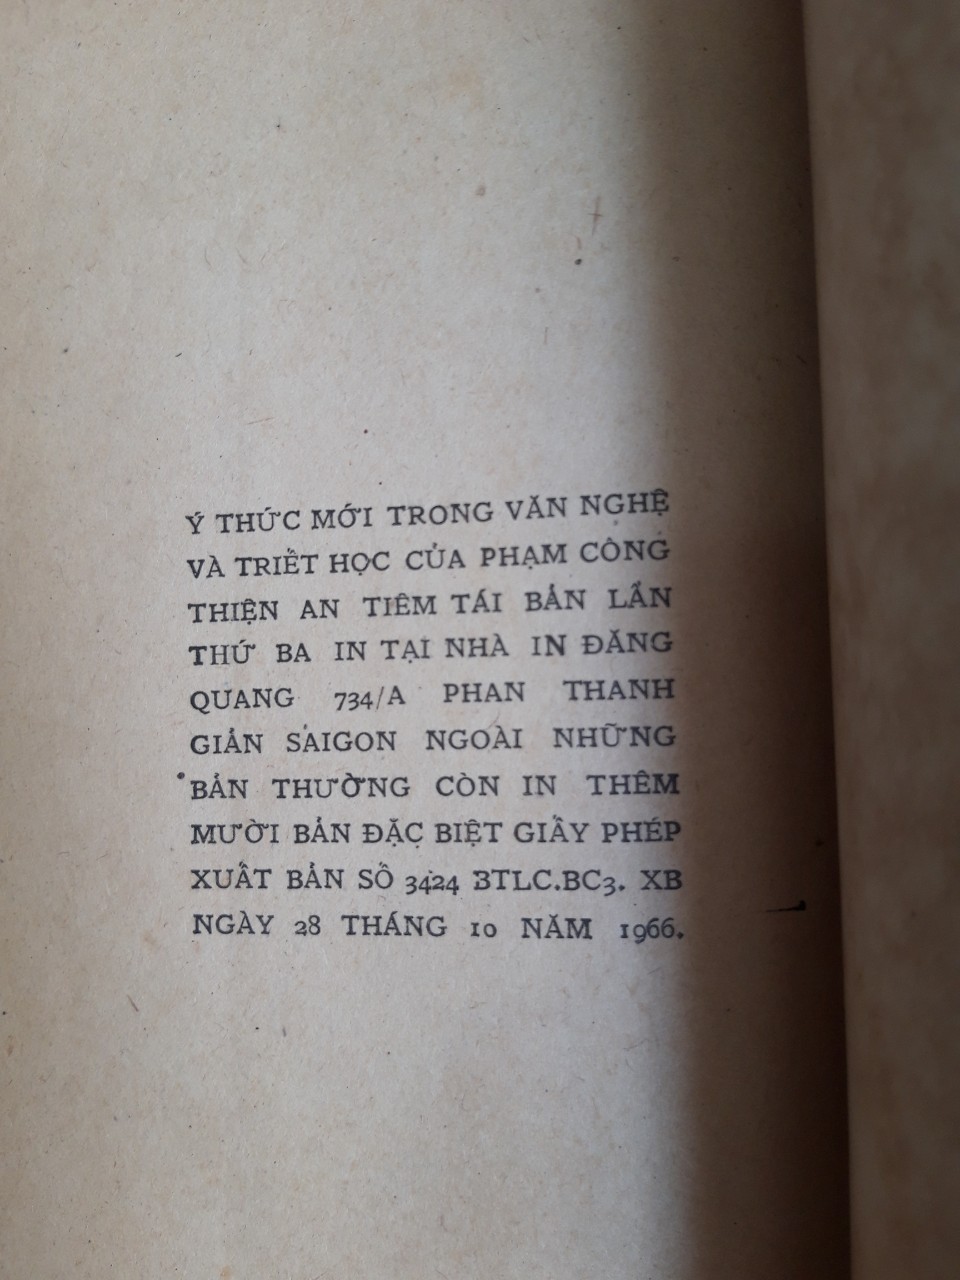 Ý THỨC MỚI TRONG VĂN NGHỆ
VÀ TRIẾT HỌC CỦA PHẠM CÔNG
THIỆN AN TIÊM TÁI BẢN LẦN
THỨ BA IN TẠI NHÀ IN ĐĂNG
QUANG 734/A PHAN THANH
GIẢN SAIGON NGOÀI NHỮNG
BẢN THƯỜNG CÒN IN THÊM
MƯỜI BẢN ĐẶC BIỆT GIẤY PHÉP
XUẤT BẢN SỐ 3424 BTLC.BC3. XB
NGÀY 28 THÁNG 10 NĂM 1966.